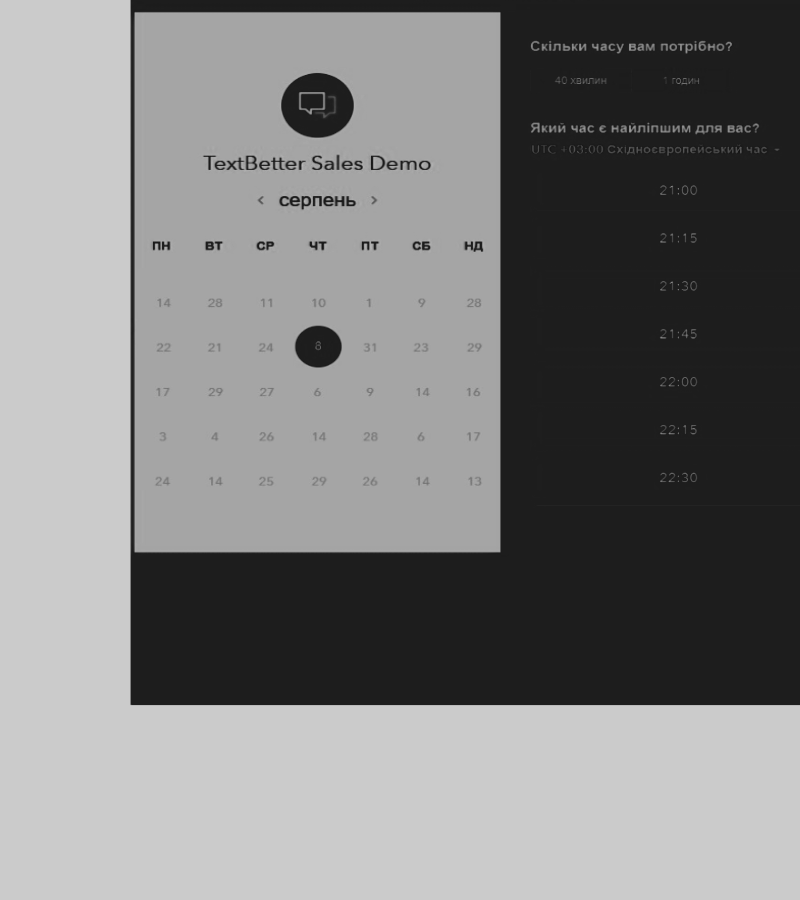 TextBetter Sales Demo
‹ серпень ›
ПН ВТ СР ЧТ ПТ СБ НД
14 28 11 10 1 9 28
22 21 24 8 31 23 29
17 29 27 6 9 14 16
3 4 26 14 28 6 17
24 14 25 29 26 14 13
Скільки часу вам потрібно?
40 хвилин 1 годин
Який час є найліпшим для вас?
UTC +03:00 Східноєвропейський час
21:00
21:15
21:30
21:45
22:00
22:15
22:30